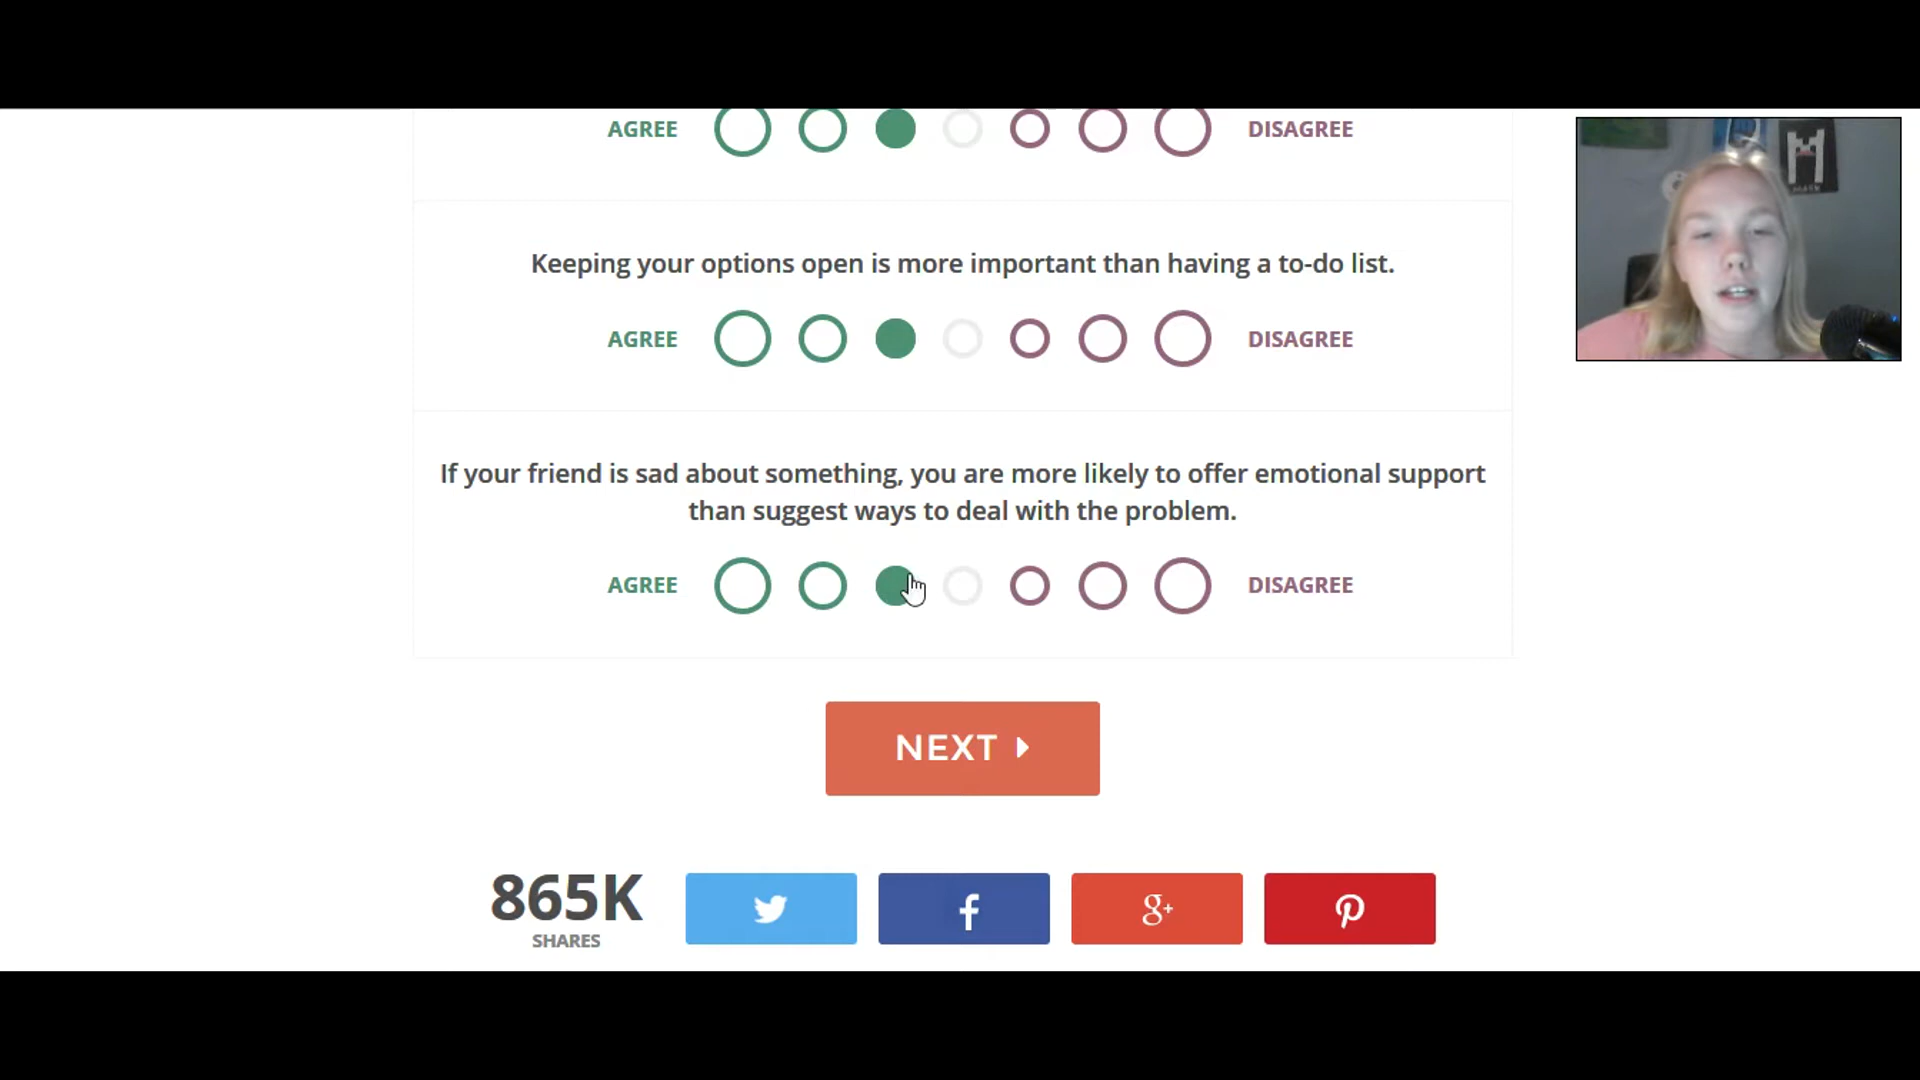 AGREE DISAGREE
Keeping your options open is more important than having a to-do list.
AGREE DISAGREE
If your friend is sad about something, you are more likely to offer emotional support
than suggest ways to deal with the problem.
AGREE DISAGREE
NEXT
865K
SHARES
g+